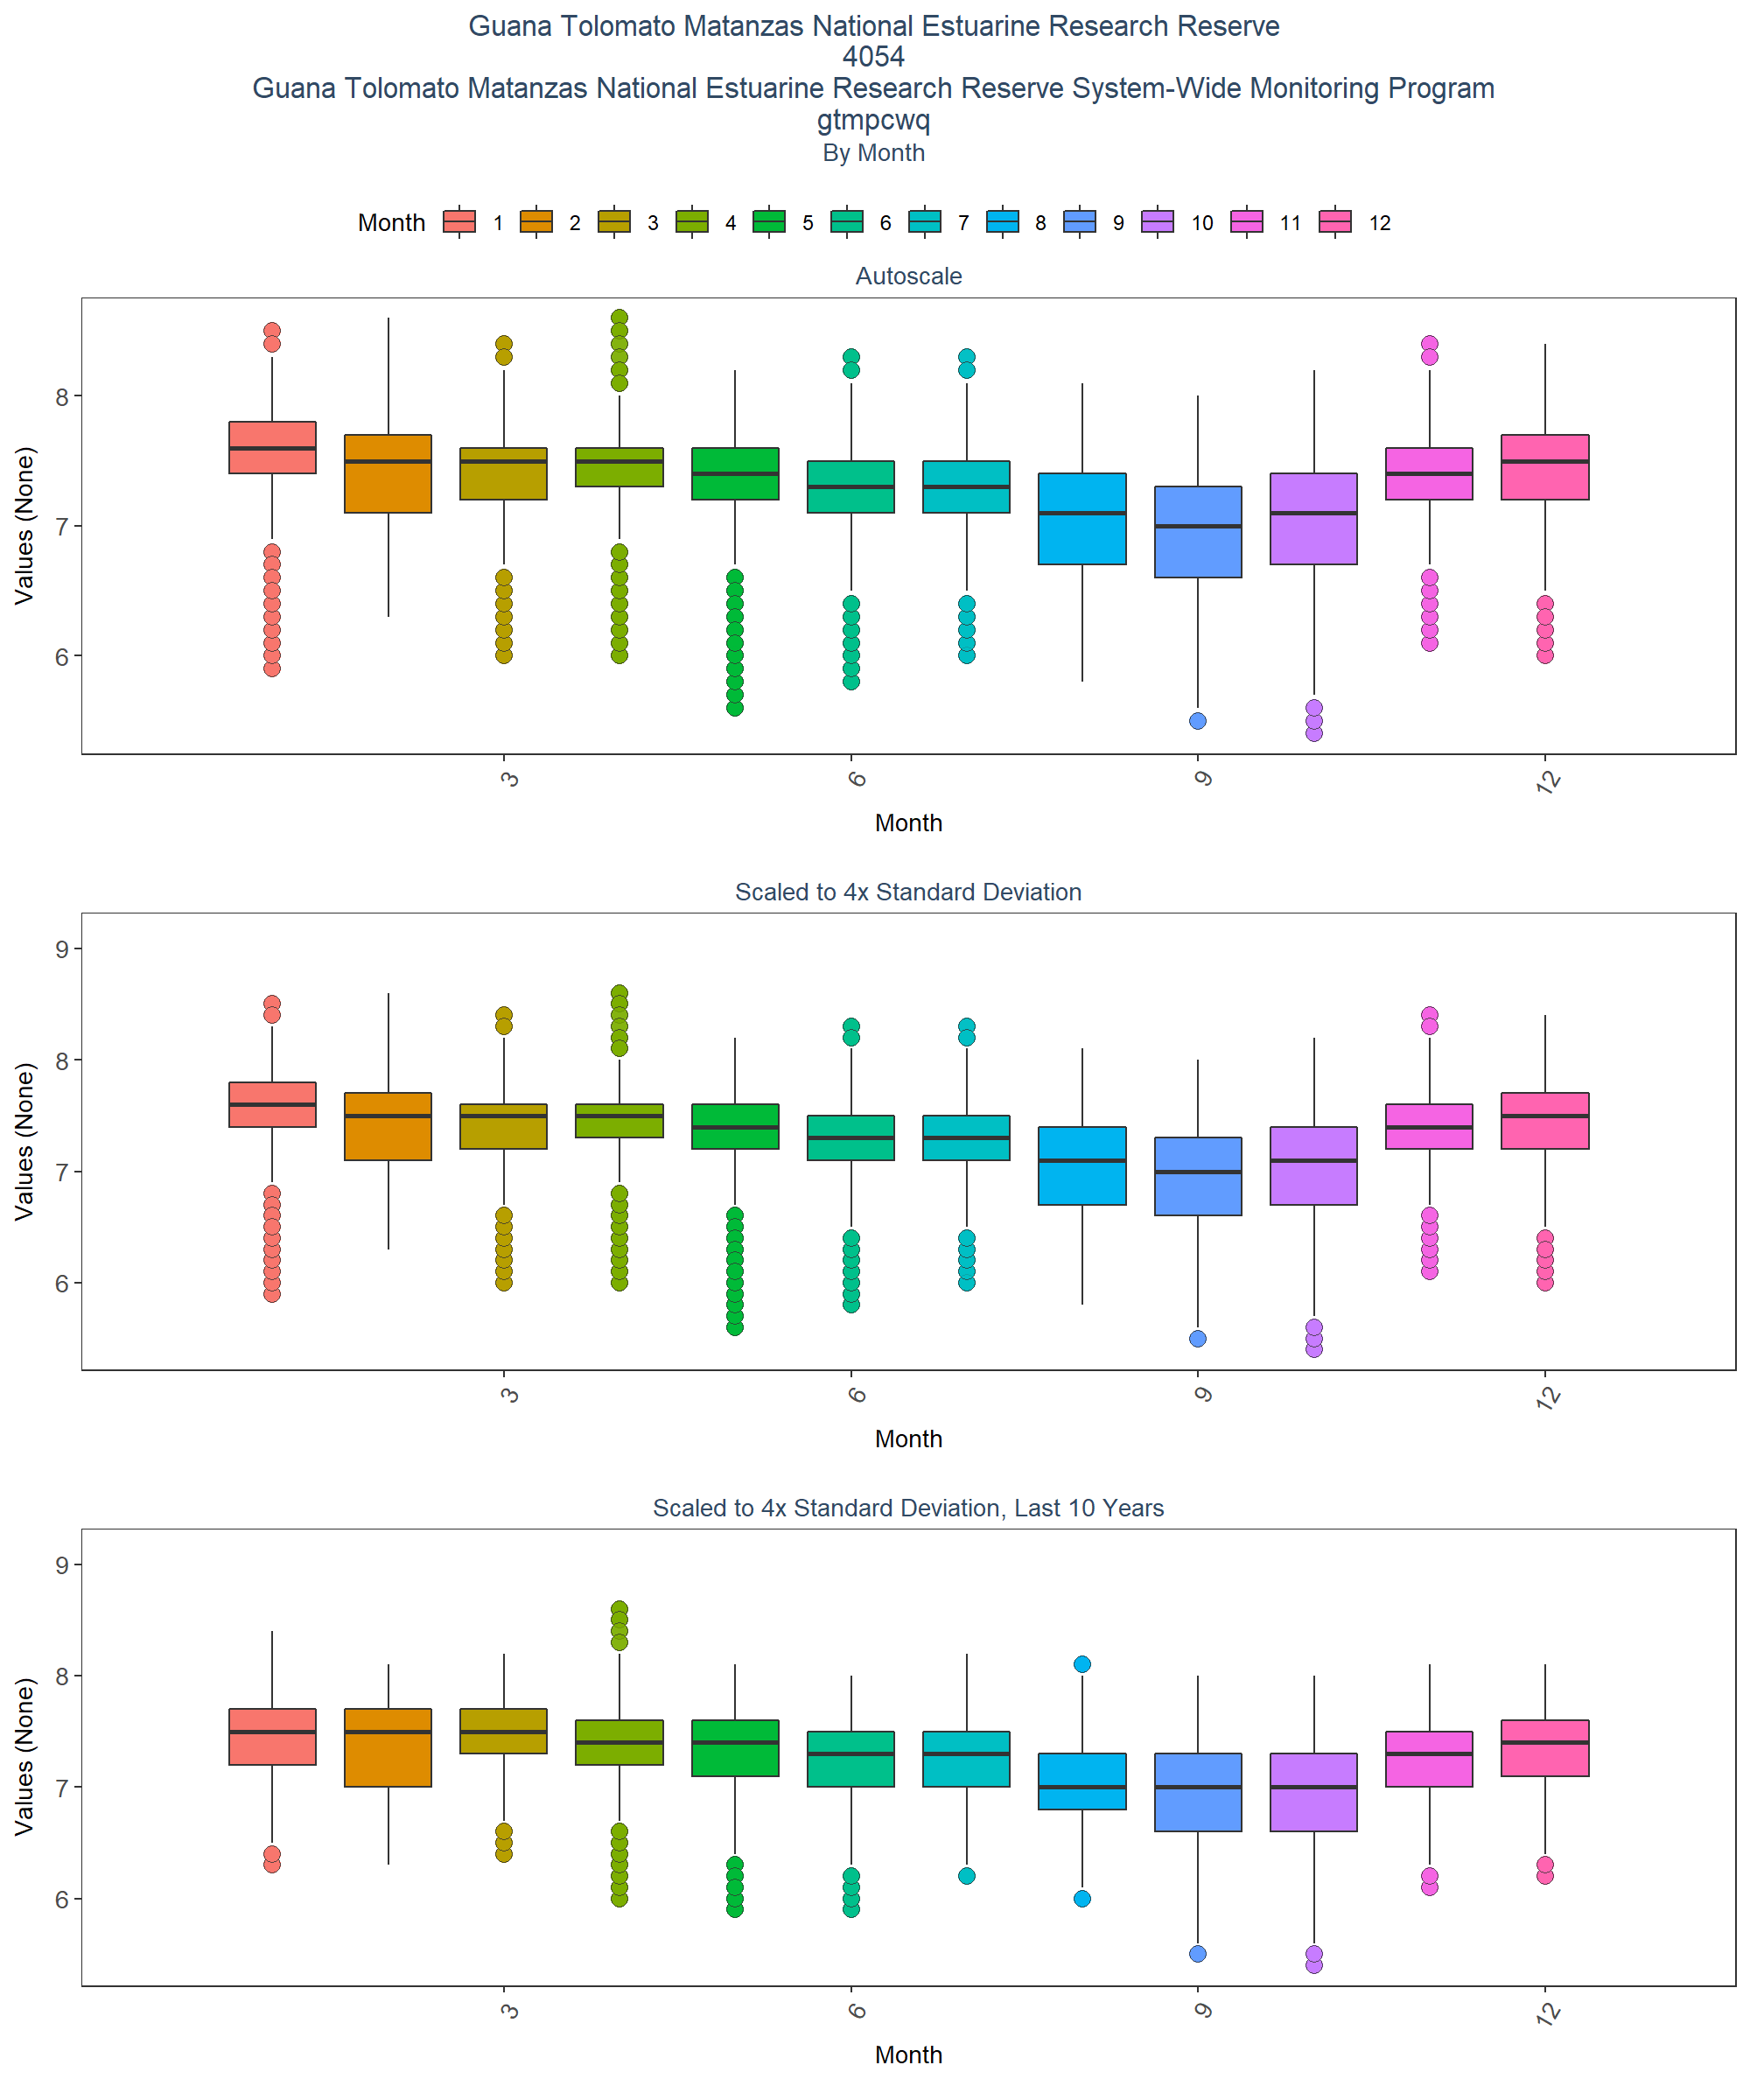 Guana Tolomato Matanzas National Estuarine Research Reserve
4054
Guana Tolomato Matanzas National Estuarine Research Reserve System-Wide Monitoring Program
gtmpcwq
By Month
Month 1 2 3 4 5 6 7 8 9 10 11 12
Autoscale
Values (None)
8
7
6
3 6 9 12
Month
Scaled to 4x Standard Deviation
Values (None)
9
8
7
6
3 6 9 12
Month
Scaled to 4x Standard Deviation, Last 10 Years
Values (None)
9
8
7
6
3 6 9 12
Month